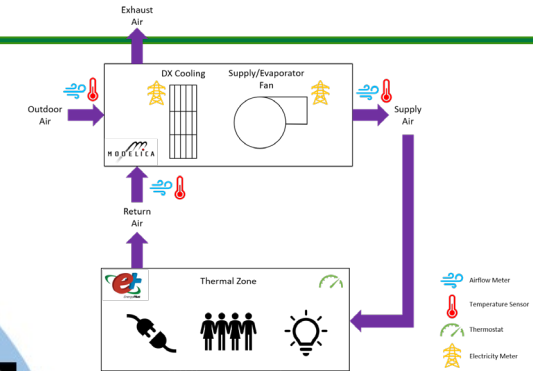 Exhaust
Air
DX Cooling
Supply/Evaporator
Fan
Outdoor
Air
Supply
Air
MODELICA
Return
Air
e+
EnergyPlus
Thermal Zone
Airflow Meter
Temperature Sensor
Thermostat
Electricity Meter